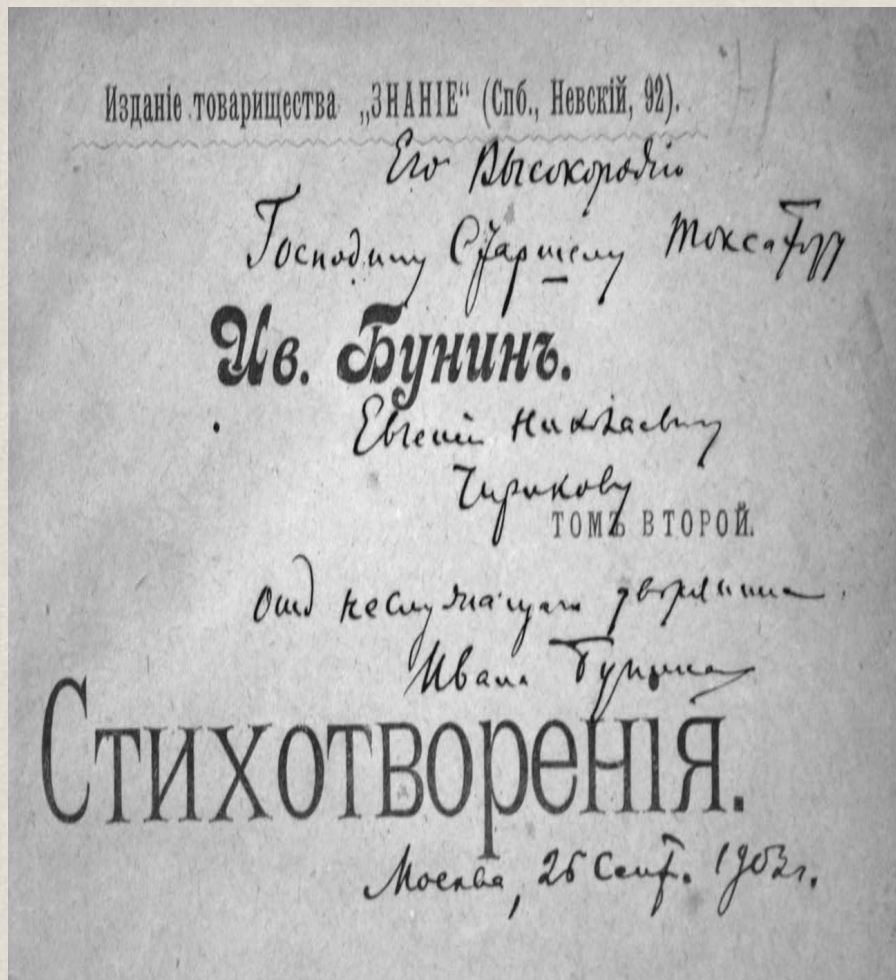 Изданіе товарищества „ЗНАНІЕ“ (Спб., Невскій, 92).
Его Высокородію
Господину Старшему Таксатору
Ив. Бунинъ.
Евгенію Николаевичу
Чирикову
ТОМЪ ВТОРОЙ.
отъ неслужащаго дворянина
Ивана Бунина
Стихотворенія.
Москва, 26 Сент. 1903 г.